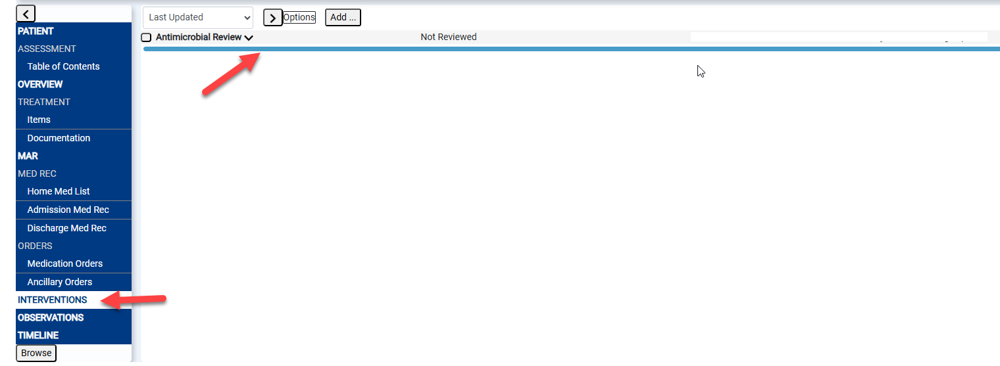 Last Updated
Options
Add ...
Antimicrobial Review
Not Reviewed
PATIENT
ASSESSMENT
Table of Contents
OVERVIEW
TREATMENT
Items
Documentation
MAR
MED REC
Home Med List
Admission Med Rec
Discharge Med Rec
ORDERS
Medication Orders
Ancillary Orders
INTERVENTIONS
OBSERVATIONS
TIMELINE
Browse